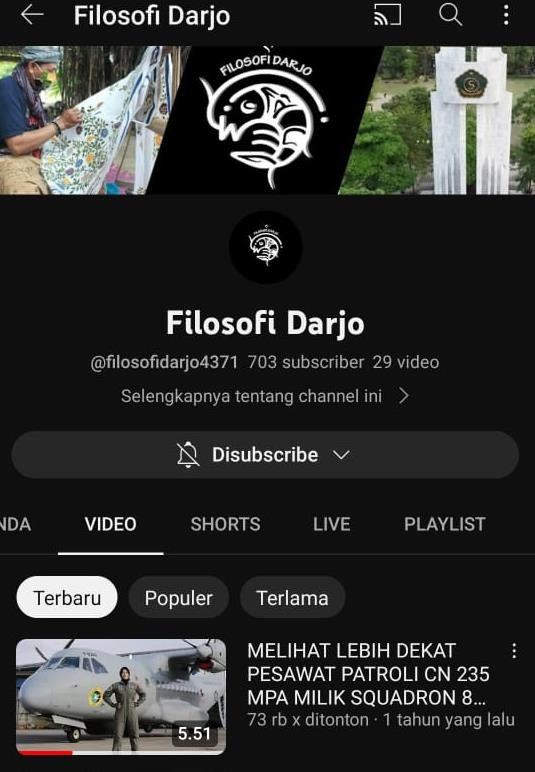 Filosofi Darjo
FILOSOFI DARJO
S
Filosofi Darjo
@filosofidarjo4371 703 subscriber 29 video
Selengkapnya tentang channel ini
Disubscribe
NDA VIDEO SHORTS LIVE PLAYLIST
Terbaru Populer Terlama
MELIHAT LEBIH DEKAT
PESAWAT PATROLI CN 235
MPA MILIK SQUADRON 8...
73 rb x ditonton · 1 tahun yang lalu
5.51